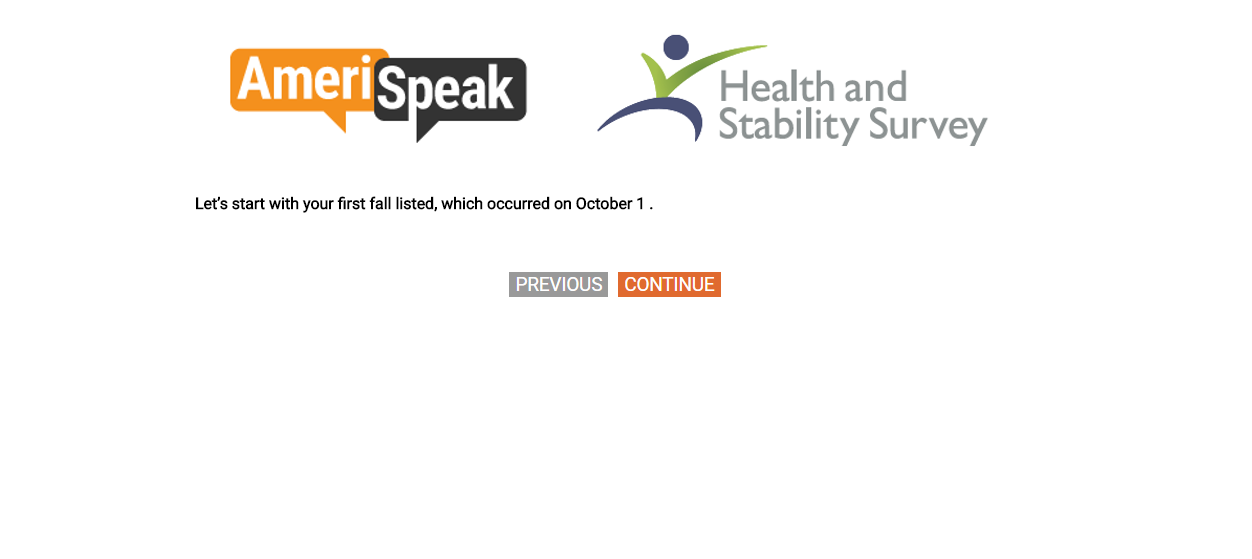 AmeriSpeak
Health and
Stability Survey
Let's start with your first fall listed, which occurred on October 1 .
PREVIOUS CONTINUE